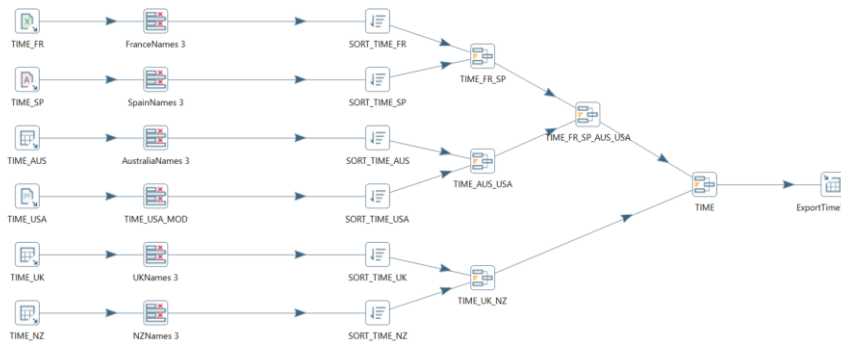 TIME_FR FranceNames 3 SORT_TIME_FR
TIME_FR_SP
TIME_SP SpainNames 3 SORT_TIME_SP
TIME_FR_SP_AUS_USA
TIME_AUS AustraliaNames 3 SORT_TIME_AUS
TIME_AUS_USA
TIME ExportTime
TIME_USA TIME_USA_MOD SORT_TIME_USA
TIME_UK UKNames 3 SORT_TIME_UK
TIME_UK_NZ
TIME_NZ NZNames 3 SORT_TIME_NZ